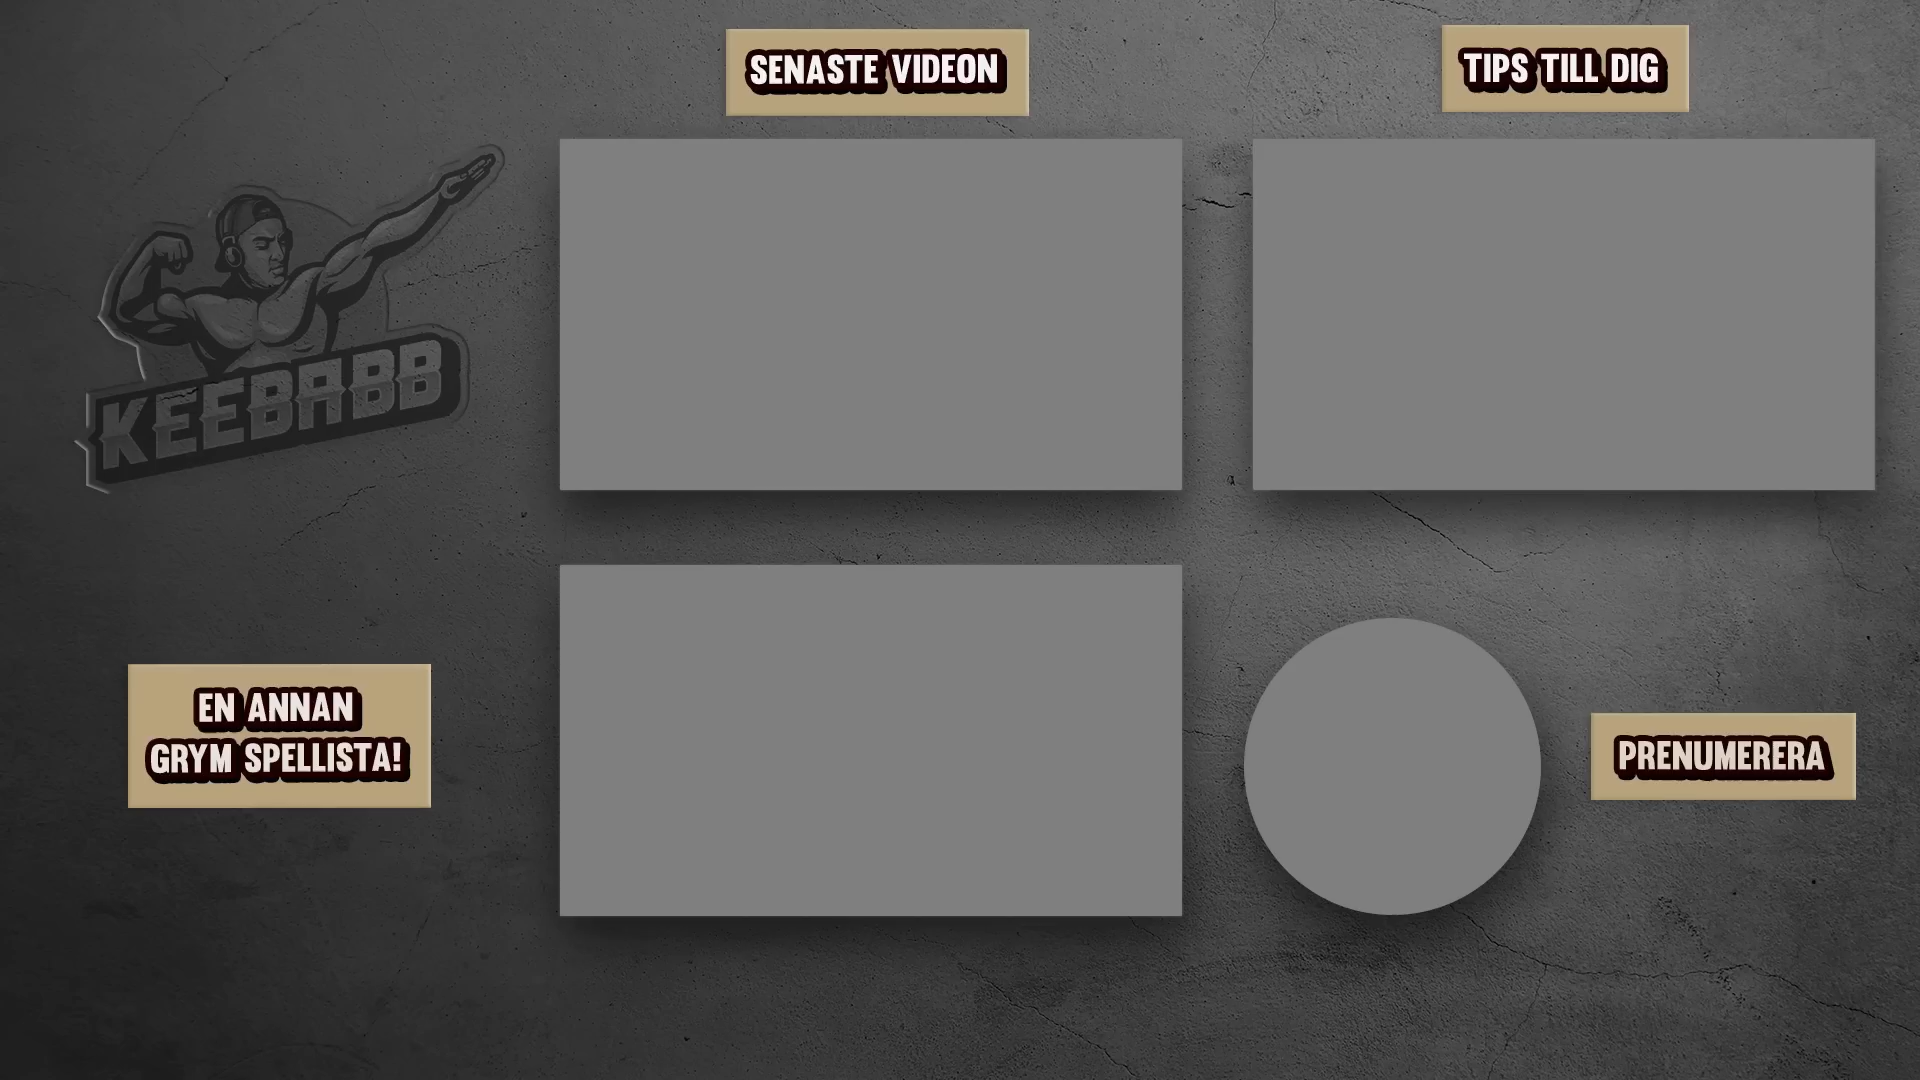 SENASTE VIDEON
TIPS TILL DIG
KEEBABB
EN ANNAN
GRYM SPELLISTA!
PRENUMERERA